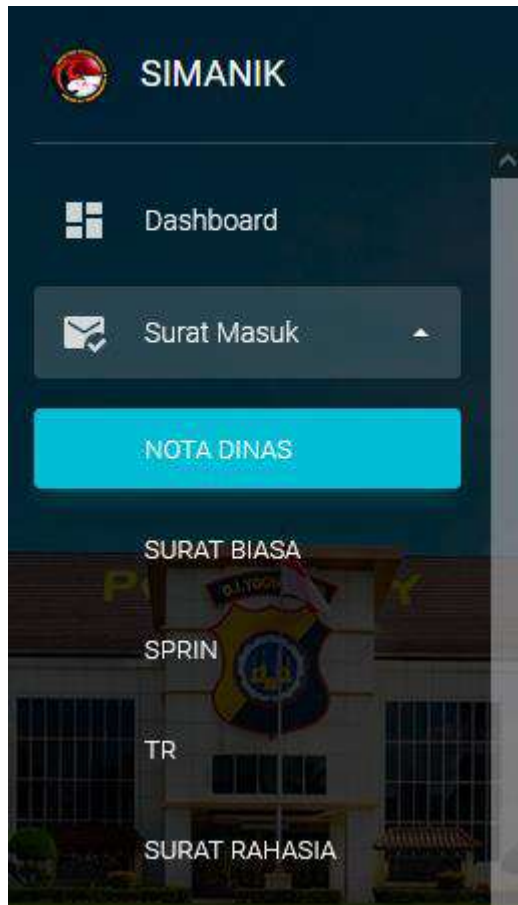 SIMANIK
Dashboard
Surat Masuk
NOTA DINAS
SURAT BIASA
SPRIN
TR
SURAT RAHASIA